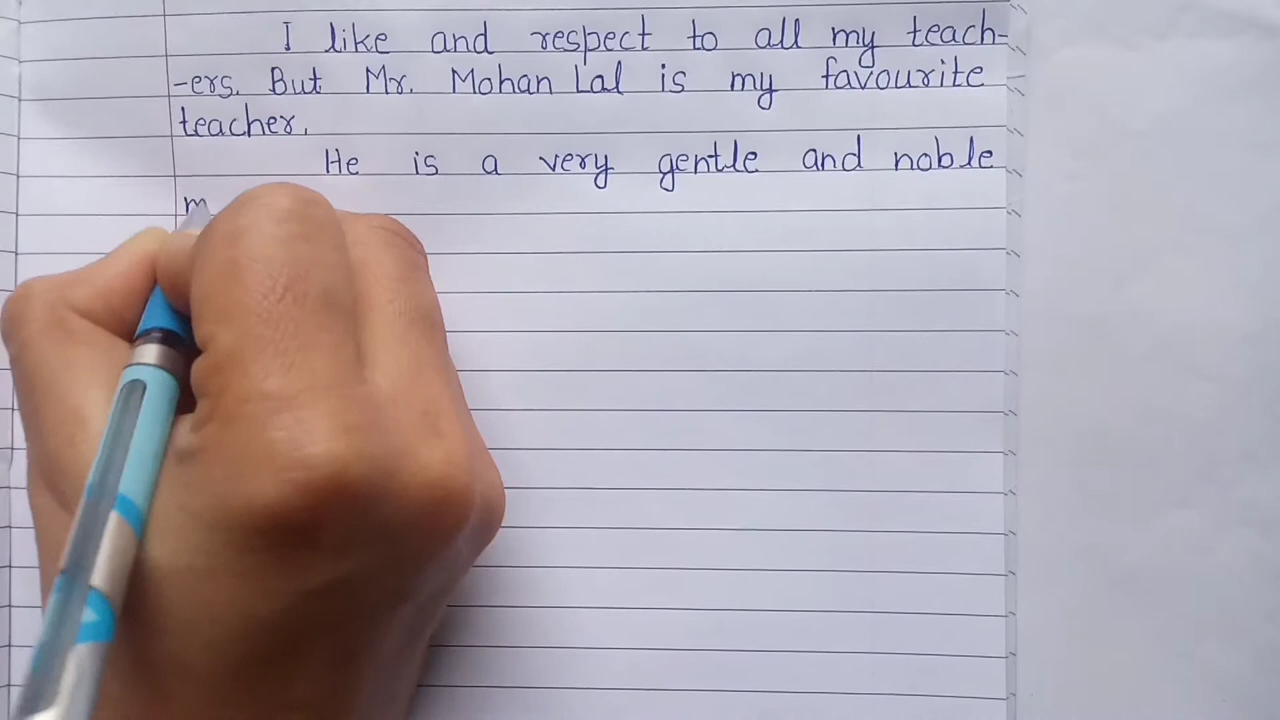 I like and respect to all my teach-
-ers. But Mr. Mohan Lal is my favourite
teacher.
He is a very gentle and noble
m